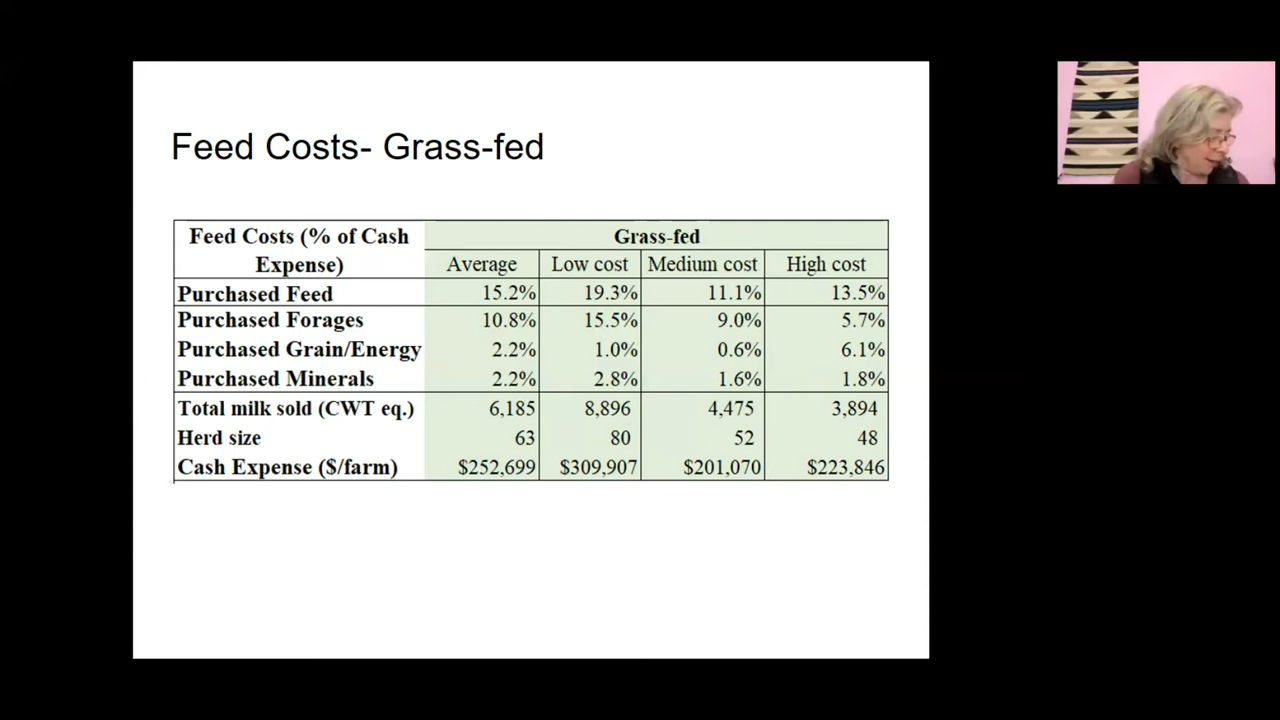 Feed Costs- Grass-fed
Feed Costs (% of Cash Expense) Grass-fed
Average Low cost Medium cost High cost
Purchased Feed 15.2% 19.3% 11.1% 13.5%
Purchased Forages 10.8% 15.5% 9.0% 5.7%
Purchased Grain/Energy 2.2% 1.0% 0.6% 6.1%
Purchased Minerals 2.2% 2.8% 1.6% 1.8%
Total milk sold (CWT eq.) 6,185 8,896 4,475 3,894
Herd size 63 80 52 48
Cash Expense ($/farm) $252,699 $309,907 $201,070 $223,846